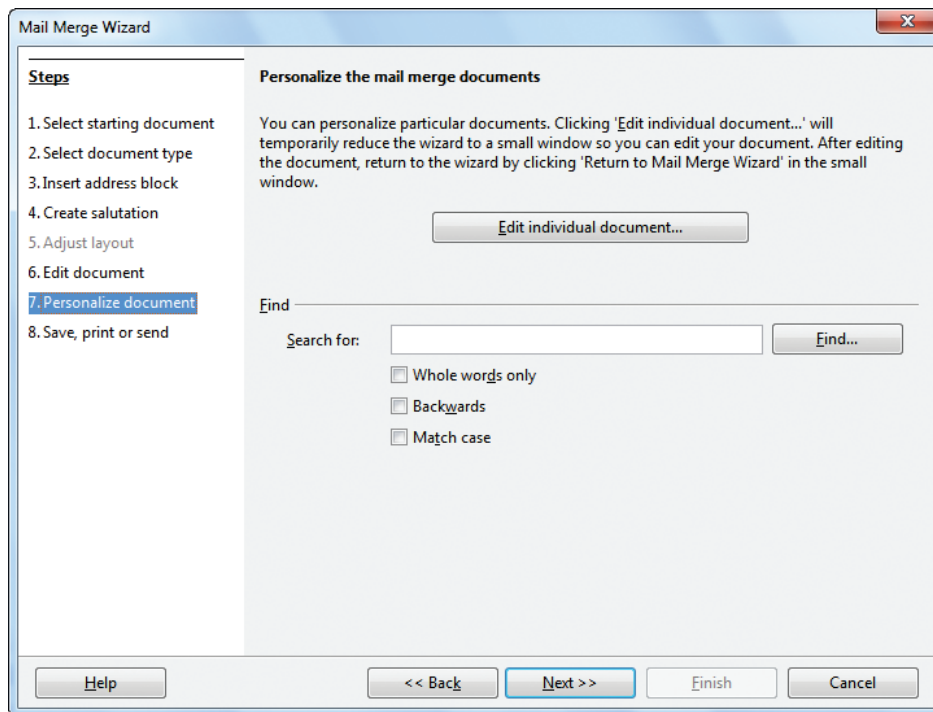 Mail Merge Wizard
Steps
1. Select starting document
2. Select document type
3. Insert address block
4. Create salutation
5. Adjust layout
6. Edit document
7. Personalize document
8. Save, print or send
Personalize the mail merge documents
You can personalize particular documents. Clicking 'Edit individual document...' will
temporarily reduce the wizard to a small window so you can edit your document. After editing
the document, return to the wizard by clicking 'Return to Mail Merge Wizard' in the small
window.
Edit individual document...
Find
Search for:
Find...
Whole words only
Backwards
Match case
Help
<< Back
Next >>
Finish
Cancel